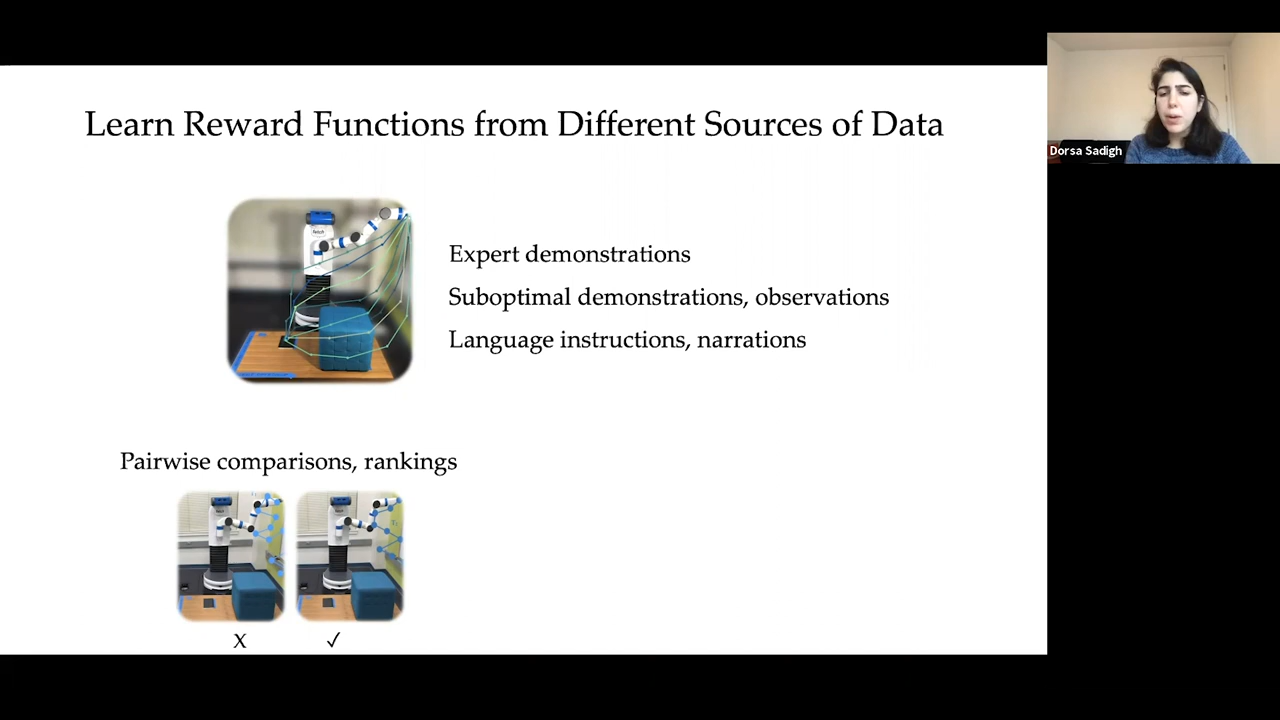 Learn Reward Functions from Different Sources of Data
Dorsa Sadigh
Expert demonstrations
Suboptimal demonstrations, observations
Language instructions, narrations
Pairwise comparisons, rankings
X ✓